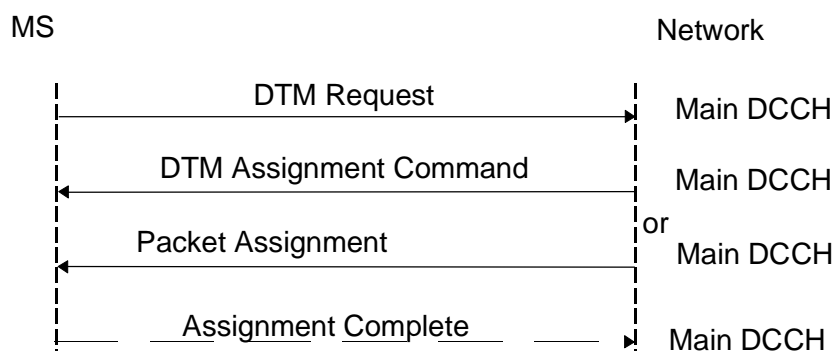 MS
Network
DTM Request
Main DCCH
DTM Assignment Command
Main DCCH
or
Packet Assignment
Main DCCH
Assignment Complete
Main DCCH